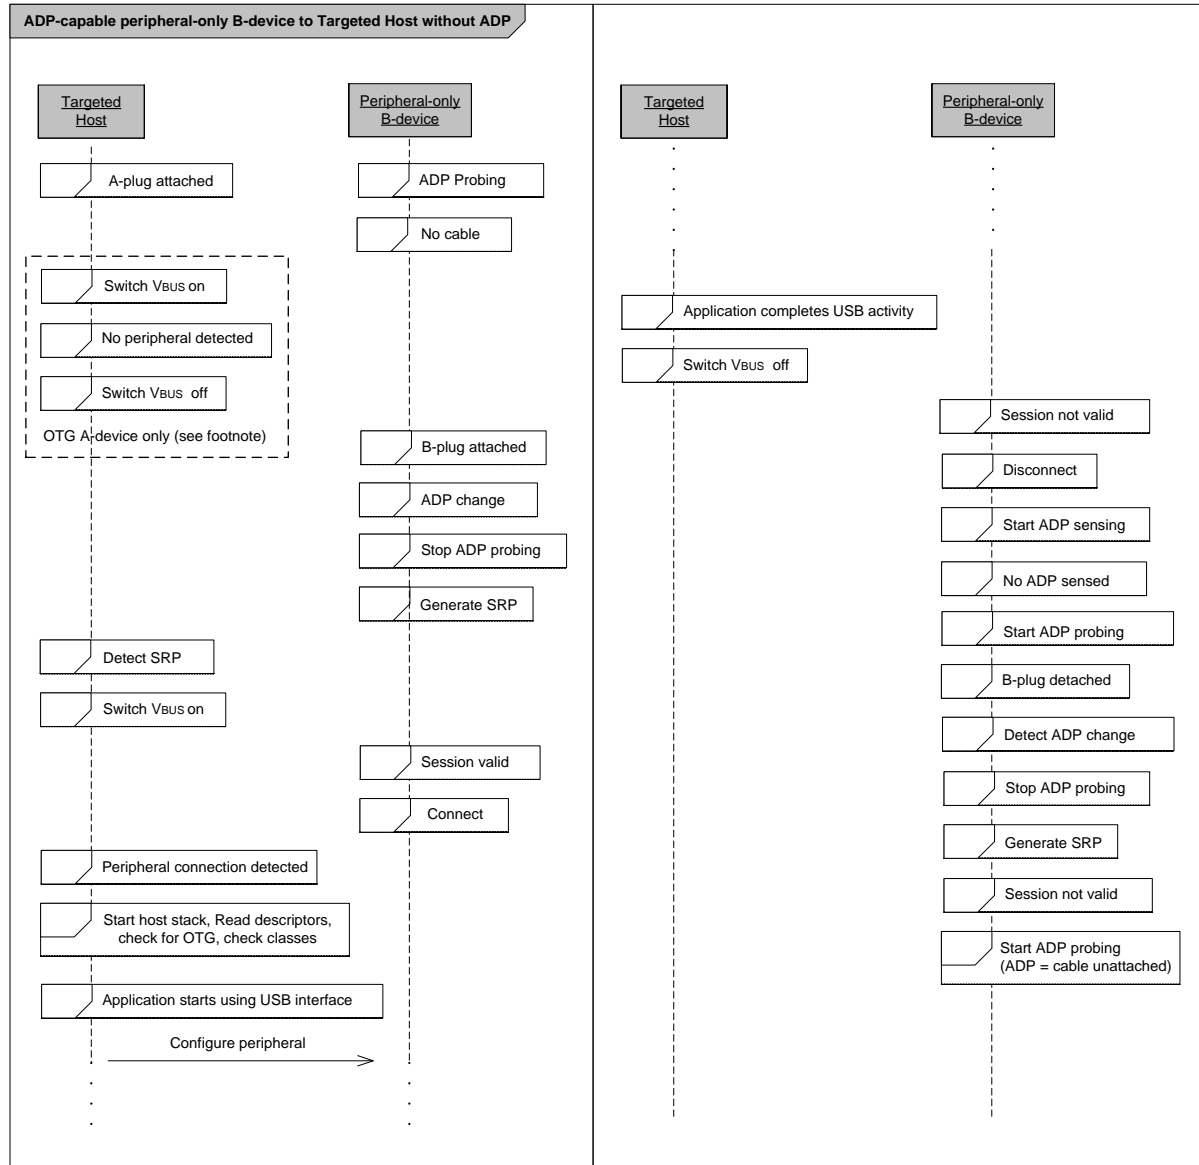 ADP-capable peripheral-only B-device to Targeted Host without ADP
Targeted
Host
Peripheral-only
B-device
A-plug attached
ADP Probing
No cable
Switch VBUS on
No peripheral detected
Switch VBUS off
OTG A-device only (see footnote)
B-plug attached
ADP change
Stop ADP probing
Generate SRP
Detect SRP
Switch VBUS on
Session valid
Connect
Peripheral connection detected
Start host stack, Read descriptors,
check for OTG, check classes
Application starts using USB interface
Configure peripheral
Targeted
Host
Peripheral-only
B-device
Application completes USB activity
Switch VBUS off
Session not valid
Disconnect
Start ADP sensing
No ADP sensed
Start ADP probing
B-plug detached
Detect ADP change
Stop ADP probing
Generate SRP
Session not valid
Start ADP probing
(ADP = cable unattached)